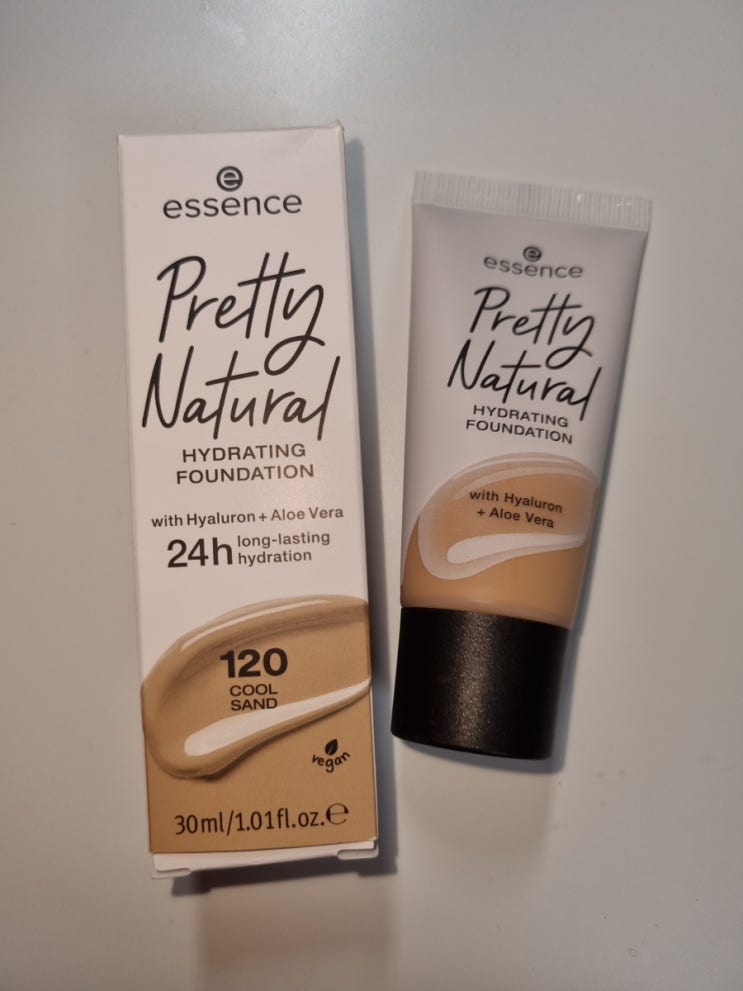 essence
Pretty
Natural
HYDRATING
FOUNDATION
with Hyaluron + Aloe Vera
24h long-lasting
hydration
120
COOL
SAND
vegan
30ml/1.01fl.oz.℮
essence
Pretty
Natural
HYDRATING
FOUNDATION
with Hyaluron
+ Aloe Vera